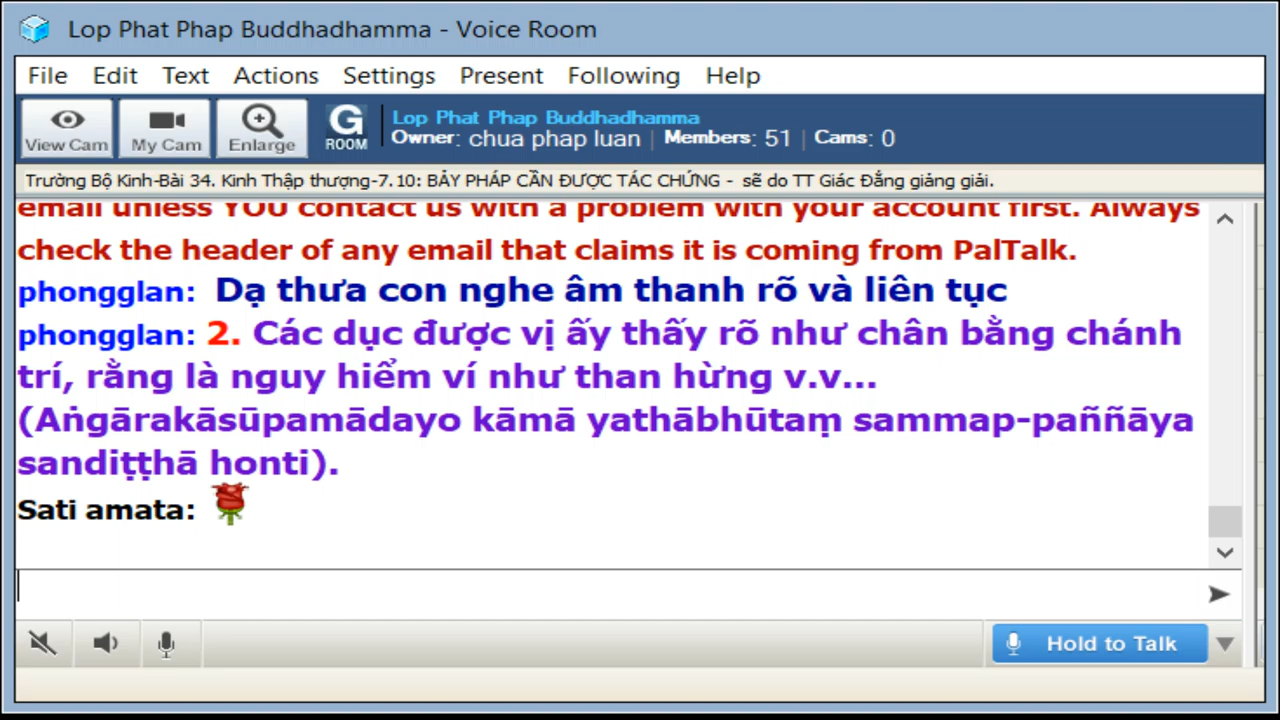 Lop Phat Phap Buddhadhamma - Voice Room
File Edit Text Actions Settings Present Following Help
View Cam My Cam Enlarge G ROOM
Lop Phat Phap Buddhadhamma
Owner: chua phap luan | Members: 51 | Cams: 0
Trường Bộ Kinh-Bài 34. Kinh Thập thượng-7.10: BẢY PHÁP CẦN ĐƯỢC TÁC CHỨNG - sẽ do TT Giác Đẳng giảng giải.
email unless YOU contact us with a problem with your account first. Always
check the header of any email that claims it is coming from PalTalk.
phongglan: Dạ thưa con nghe âm thanh rõ và liên tục
phongglan: 2. Các dục được vị ấy thấy rõ như chân bằng chánh
trí, rằng là nguy hiểm ví như than hừng v.v...
(Aṅgārakāsūpamādayo kāmā yathābhūtaṃ sammap-paññāya
sandiṭṭhā honti).
Sati amata:
Hold to Talk